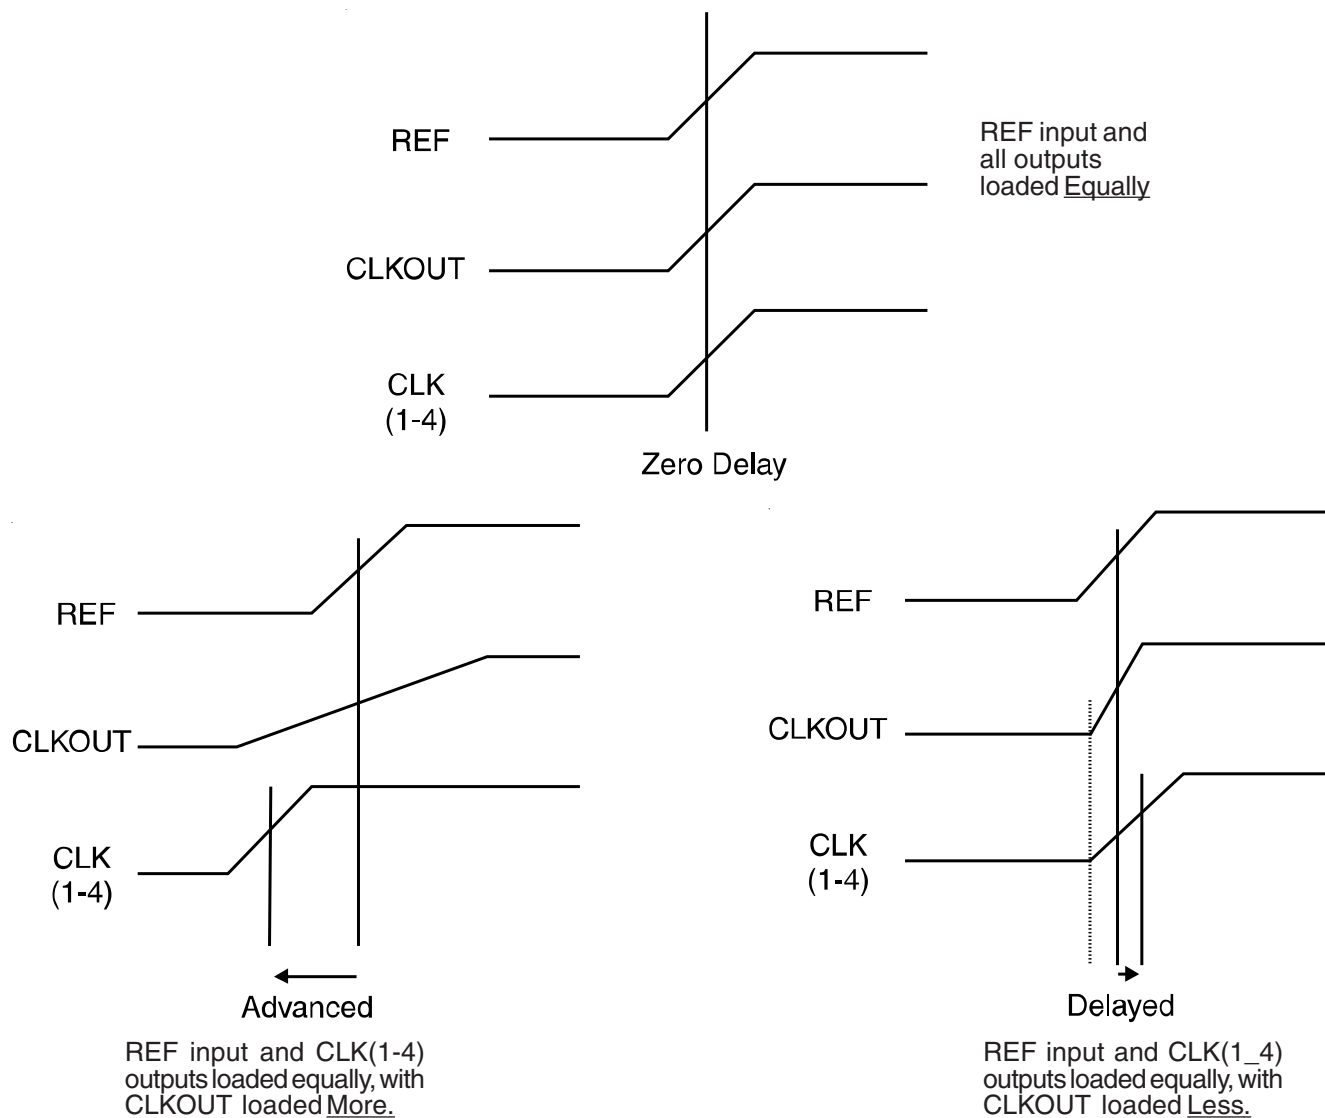 REF
REF input and
all outputs
loaded Equally
CLKOUT
CLK
(1-4)
Zero Delay
REF
CLKOUT
CLK
(1-4)
Advanced
REF input and CLK(1-4)
outputs loaded equally, with
CLKOUT loaded More.
REF
CLKOUT
CLK
(1-4)
Delayed
REF input and CLK(1_4)
outputs loaded equally, with
CLKOUT loaded Less.